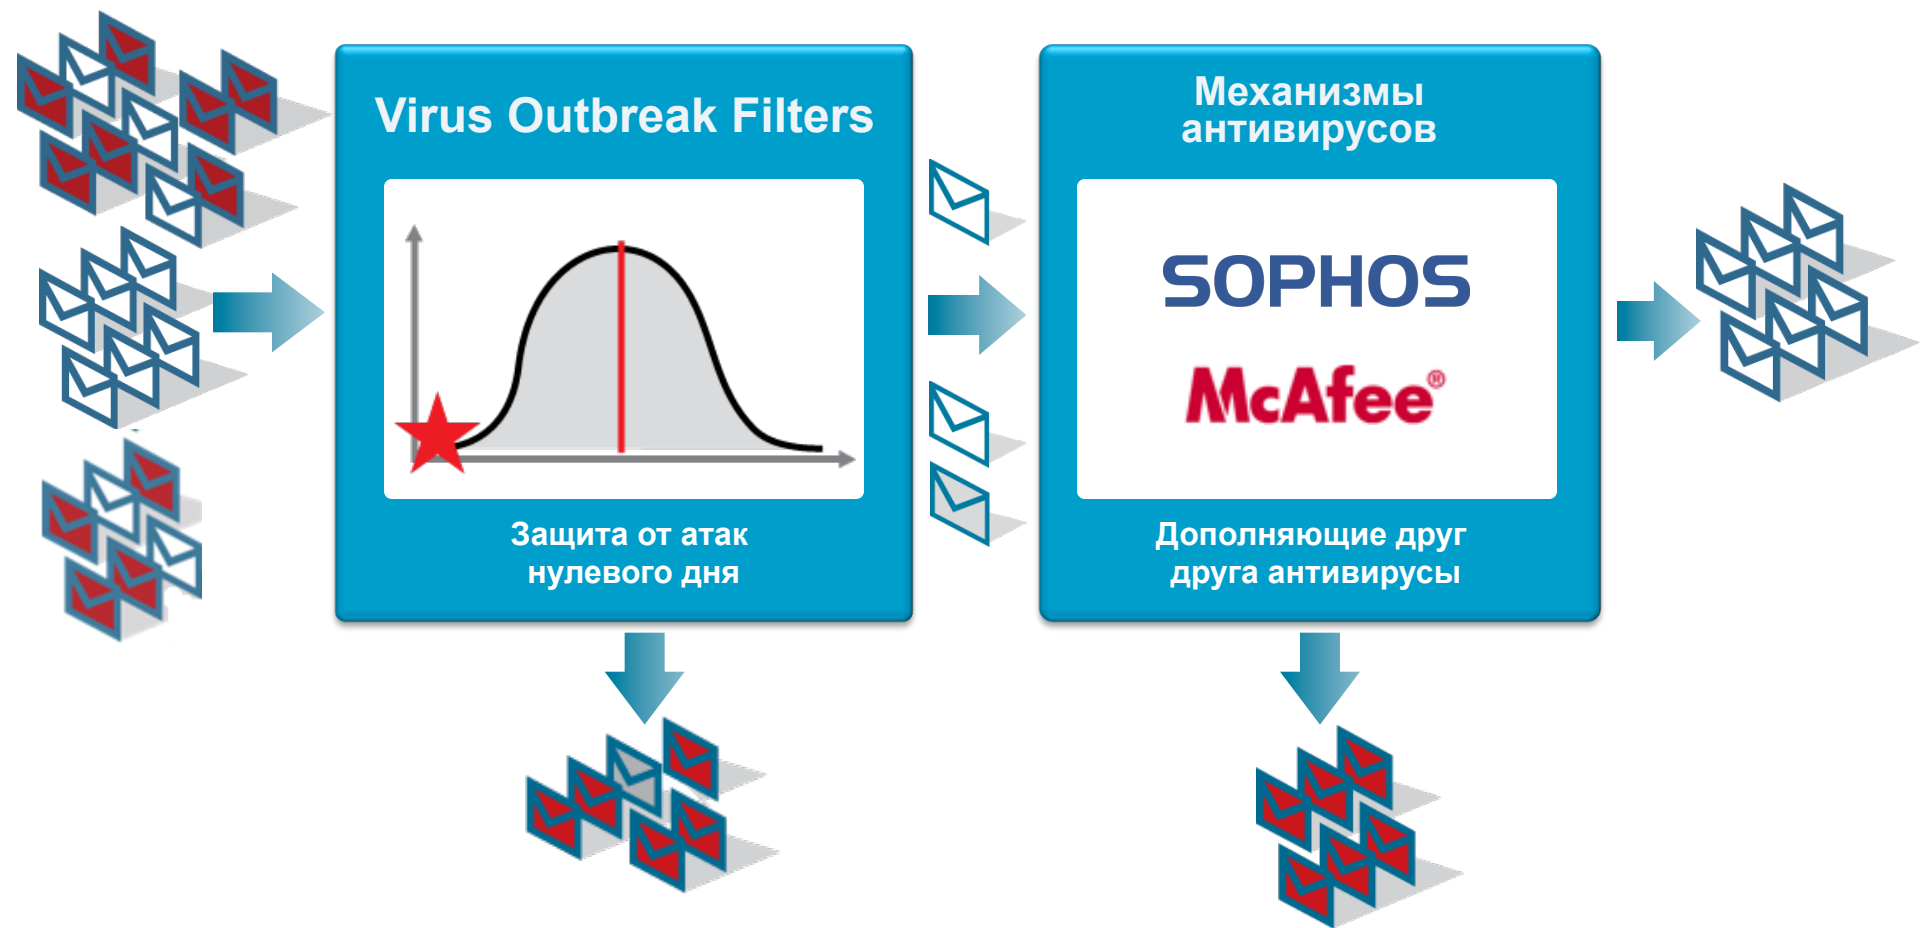 Virus Outbreak Filters
Защита от атак
нулевого дня
Механизмы
антивирусов
SOPHOS
McAfee®
Дополняющие друг
друга антивирусы